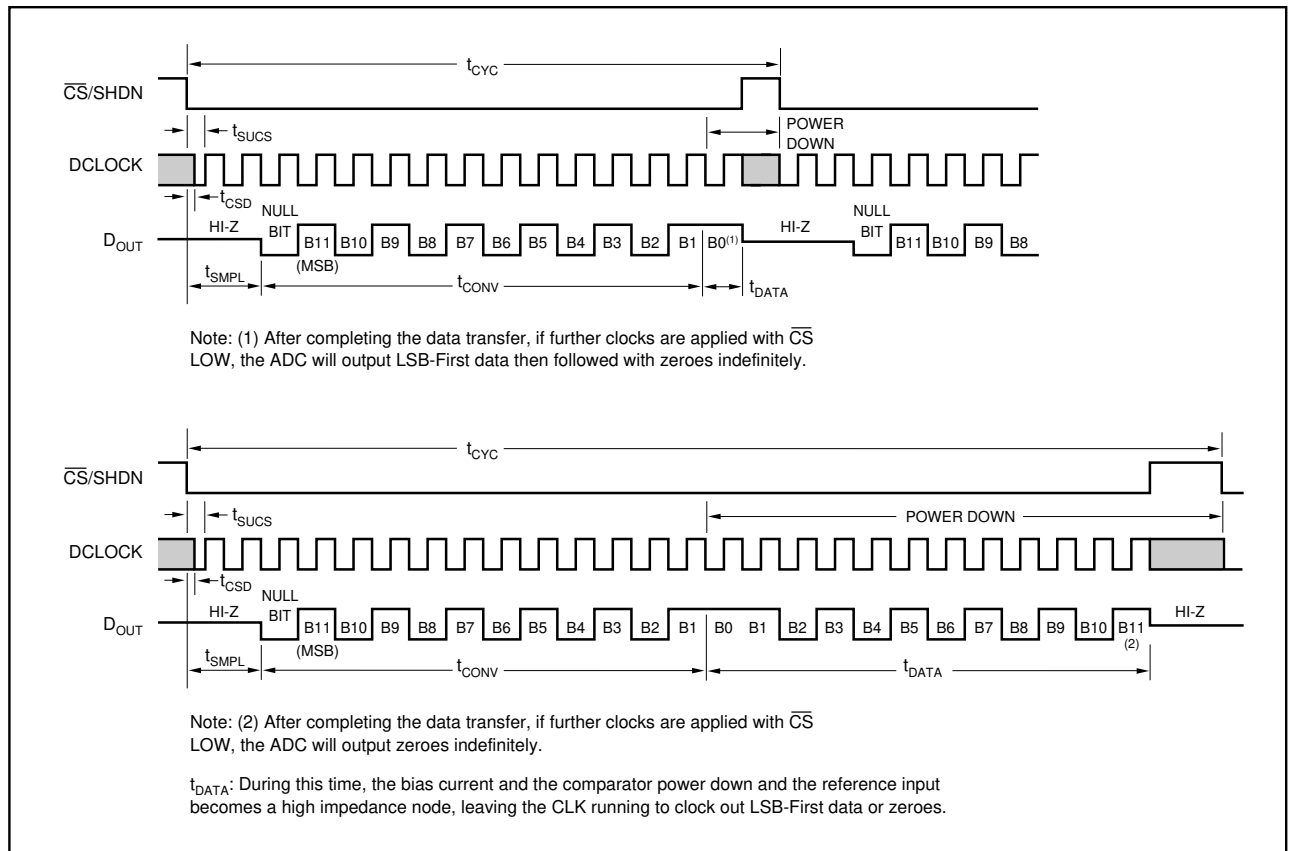 tCYC
CS/SHDN
POWER
DOWN
tSUCS
DCLOCK
tCSD
NULL
BIT
HI-Z
HI-Z
NULL
BIT
DOUT
B11 B10 B9 B8 B7 B6 B5 B4 B3 B2 B1 B0(1)
B11 B10 B9 B8
(MSB)
tSMPL
tCONV
tDATA
Note: (1) After completing the data transfer, if further clocks are applied with CS
LOW, the ADC will output LSB-First data then followed with zeroes indefinitely.
tCYC
CS/SHDN
tSUCS
POWER DOWN
DCLOCK
tCSD
NULL
BIT
HI-Z
HI-Z
DOUT
B11 B10 B9 B8 B7 B6 B5 B4 B3 B2 B1 B0 B1 B2 B3 B4 B5 B6 B7 B8 B9 B10 B11
(MSB)
(2)
tSMPL
tCONV
tDATA
Note: (2) After completing the data transfer, if further clocks are applied with CS
LOW, the ADC will output zeroes indefinitely.
tDATA: During this time, the bias current and the comparator power down and the reference input
becomes a high impedance node, leaving the CLK running to clock out LSB-First data or zeroes.